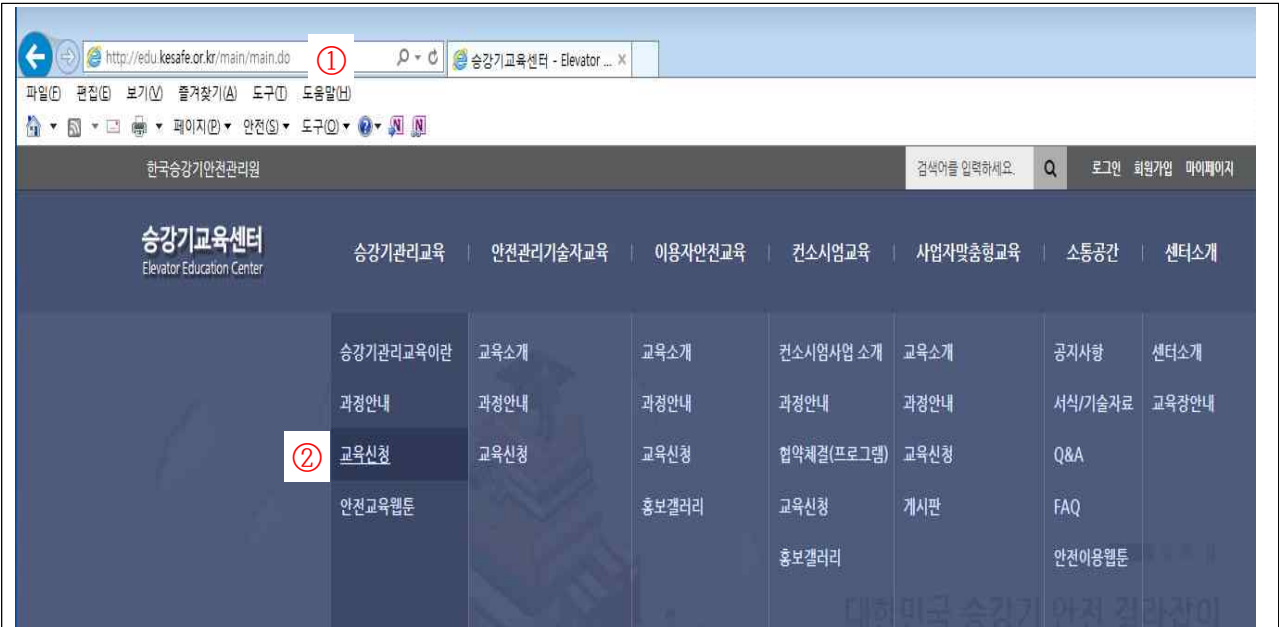 http://edu.kesafe.or.kr/main/main.do
①
승강기교육센터 - Elevator ...
파일(F) 편집(E) 보기(V) 즐겨찾기(A) 도구(T) 도움말(H)
페이지(P) 안전(S) 도구(O)
한국승강기안전관리원
검색어를 입력하세요.
로그인 회원가입 마이페이지
승강기교육센터
Elevator Education Center
승강기관리교육 안전관리기술자교육 이용자안전교육 컨소시엄교육 사업자맞춤형교육 소통공간 센터소개
승강기관리교육이란 교육소개 교육소개 컨소시엄사업 소개 교육소개 공지사항 센터소개
과정안내 과정안내 과정안내 과정안내 과정안내 서식/기술자료 교육장안내
② 교육신청 교육신청 교육신청 협약체결(프로그램) 교육신청 Q&A
안전교육웹툰 홍보갤러리 교육신청 게시판 FAQ
홍보갤러리 안전이용웹툰
대한민국 승강기 안전 길라잡이